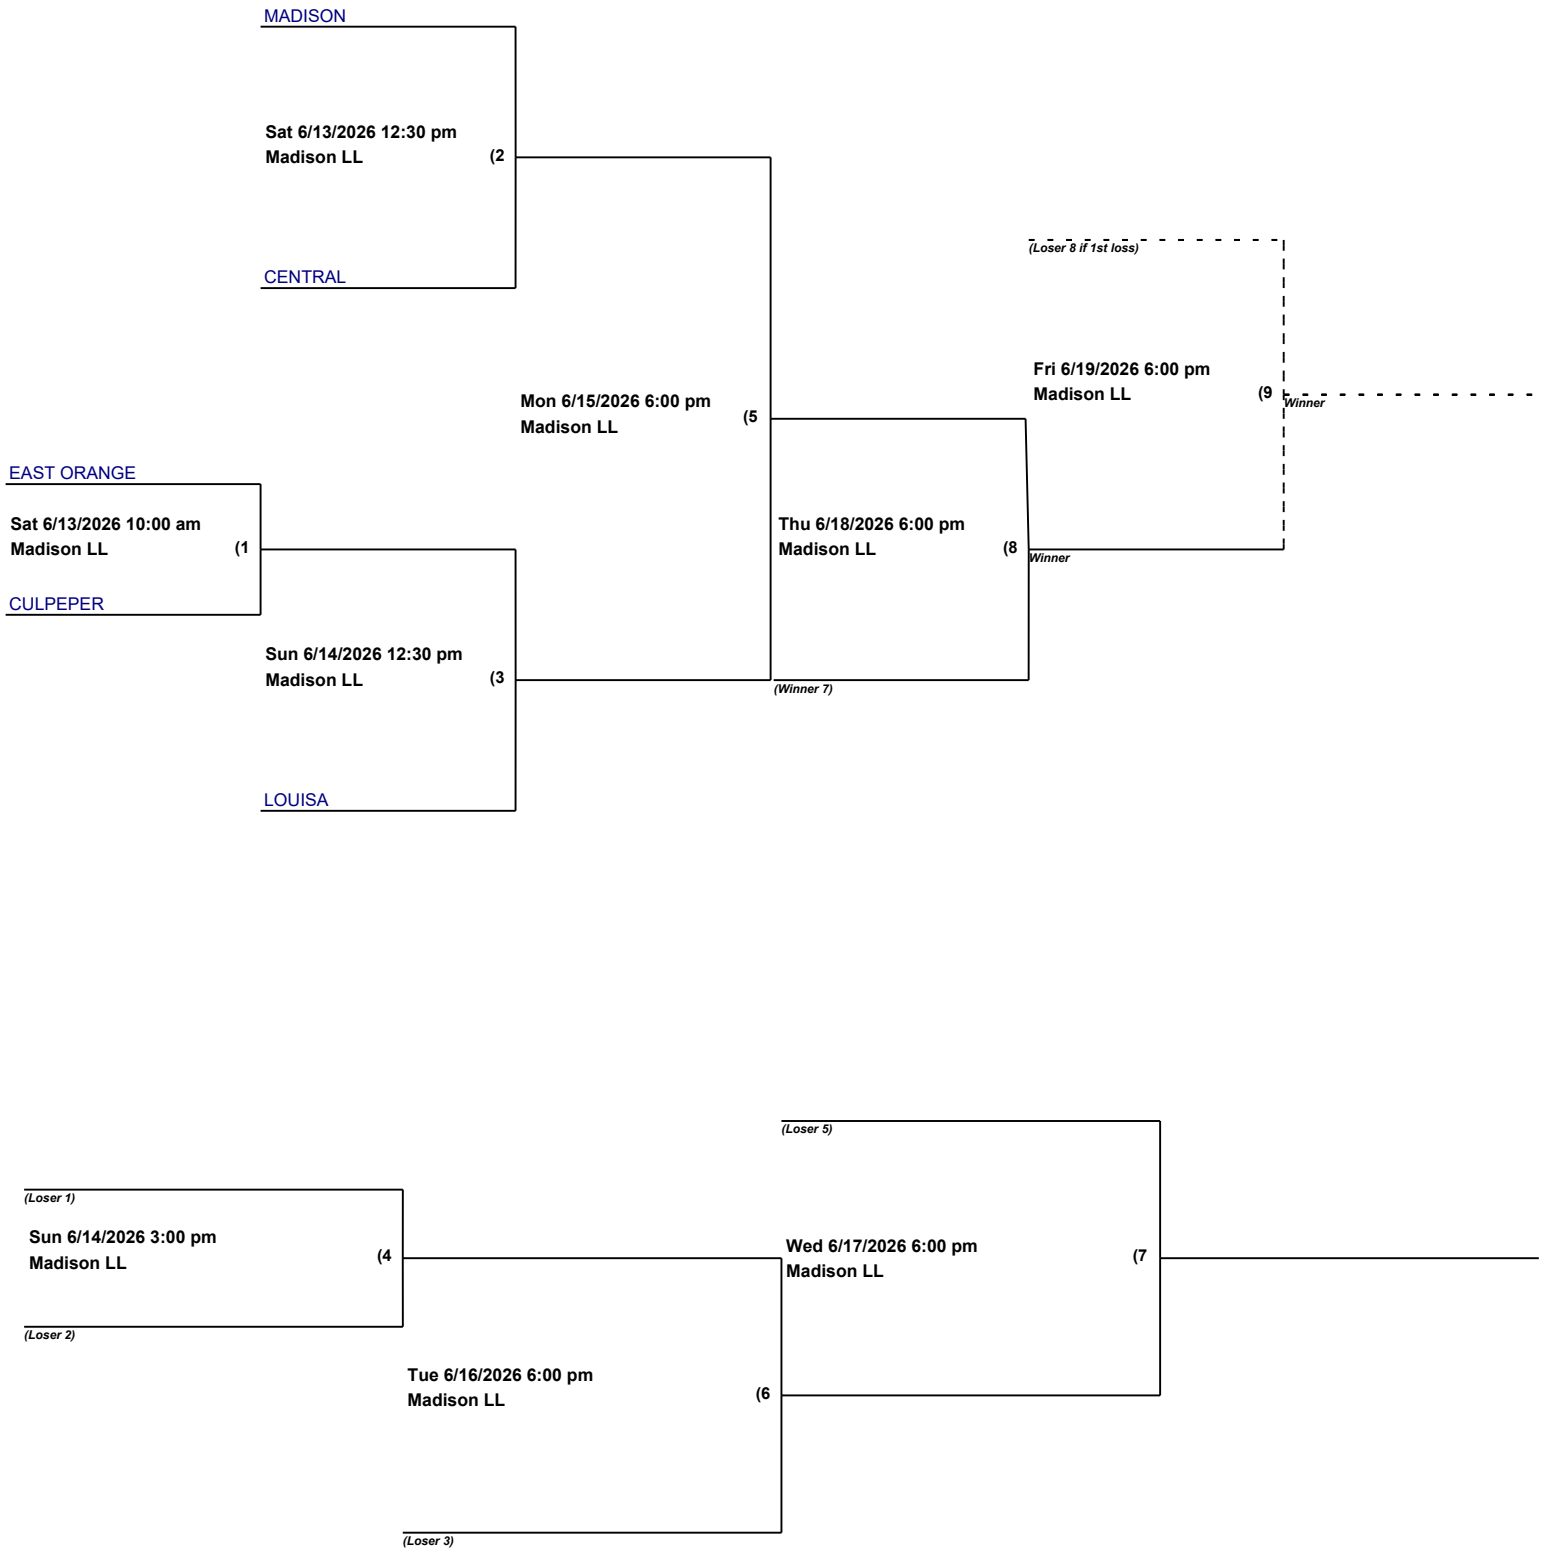 MADISON
Sat 6/13/2026 12:30 pm
Madison LL (2
CENTRAL
(Loser 8 if 1st loss)
Fri 6/19/2026 6:00 pm
Madison LL (9
Winner
Mon 6/15/2026 6:00 pm
Madison LL (5
EAST ORANGE
Sat 6/13/2026 10:00 am
Madison LL (1
CULPEPER
Thu 6/18/2026 6:00 pm
Madison LL (8
Winner
Sun 6/14/2026 12:30 pm
Madison LL (3
(Winner 7)
LOUISA
(Loser 5)
(Loser 1)
Sun 6/14/2026 3:00 pm
Madison LL (4
Wed 6/17/2026 6:00 pm
Madison LL (7
(Loser 2)
Tue 6/16/2026 6:00 pm
Madison LL (6
(Loser 3)